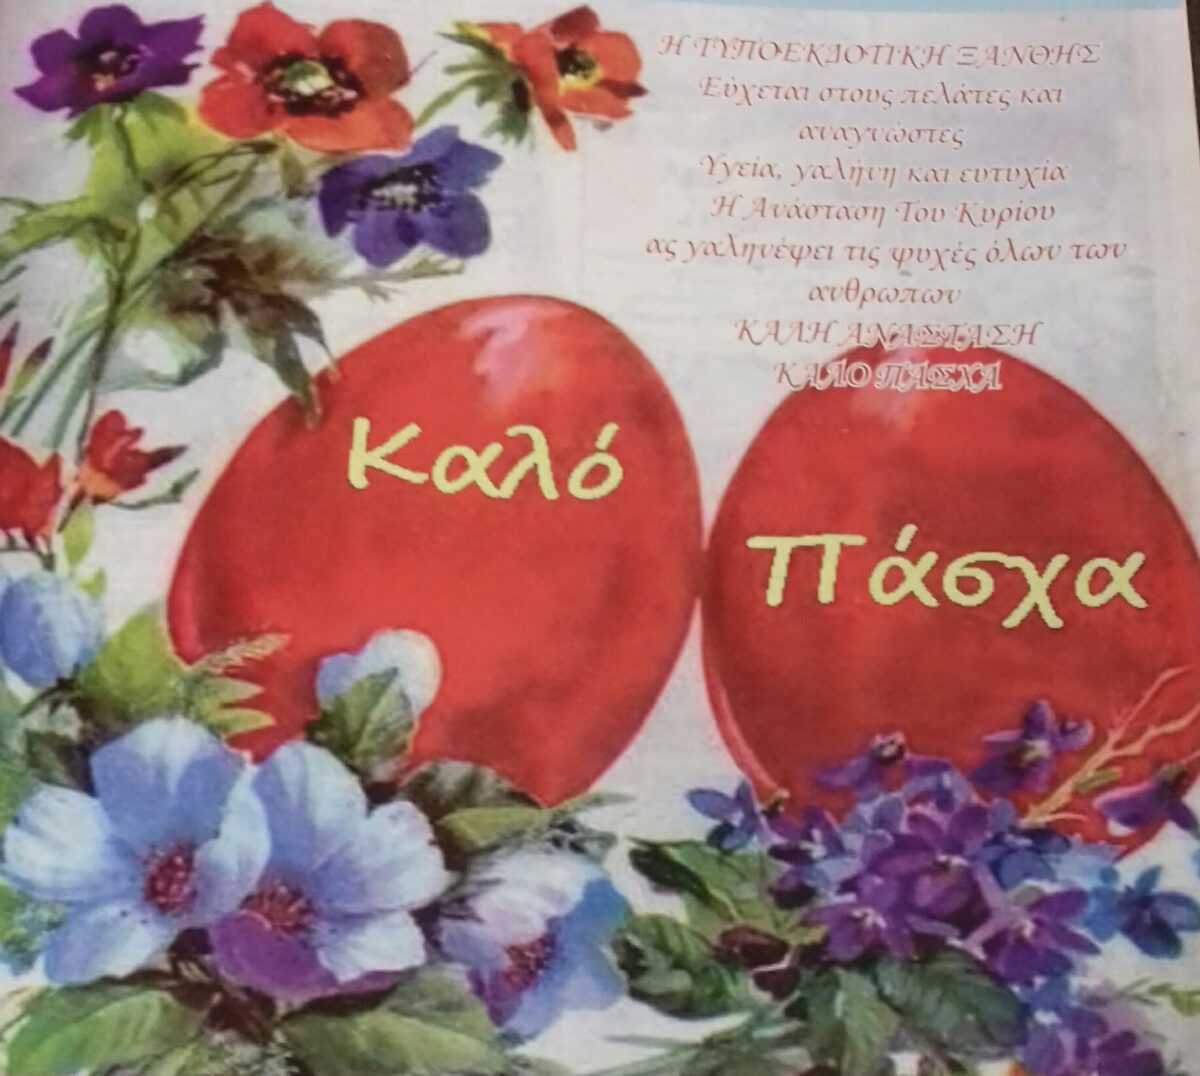 Η ΤΥΠΟΕΚΔΟΤΙΚΗ ΞΑΝΘΗΣ
Εύχεται στους πελάτες και
αναγνώστες
Υγεία, γαλήνη και ευτυχία
Η Ανάσταση Του Κυρίου
ας γαληνέψει τις ψυχές όλων των
ανθρωπων
ΚΑΛΗ ΑΝΑΣΤΑΣΗ
ΚΑΛΟ ΠΑΣΧΑ
Καλό
Πάσχα